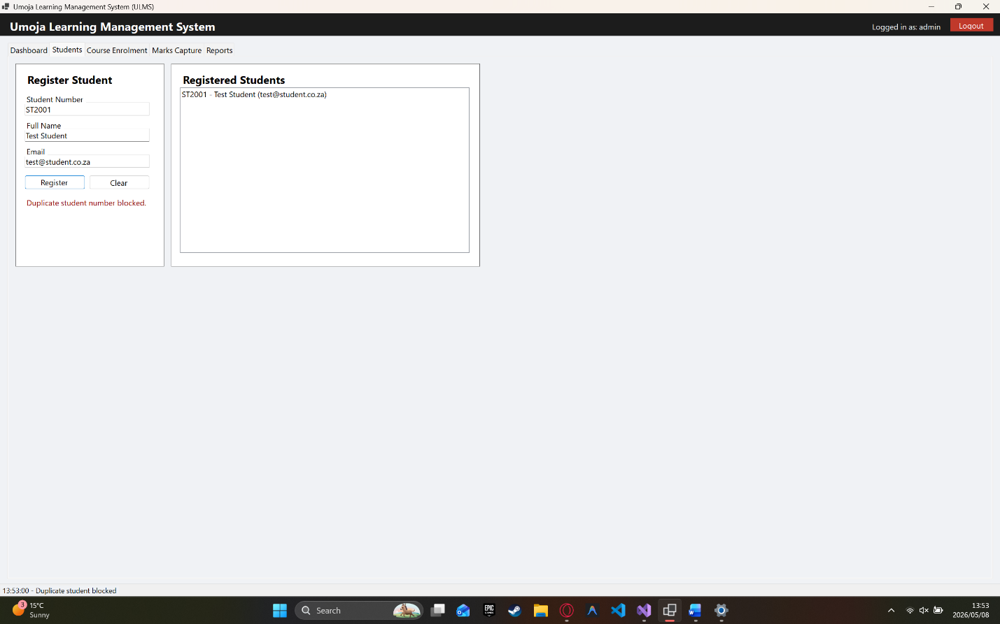 Umoja Learning Management System (ULMS)
Umoja Learning Management System
Logged in as: admin
Logout
Dashboard Students Course Enrolment Marks Capture Reports
Register Student
Student Number
ST2001
Full Name
Test Student
Email
test@student.co.za
Register Clear
Duplicate student number blocked.
Registered Students
ST2001 - Test Student (test@student.co.za)
13:53:00 - Duplicate student blocked
3
15°C
Sunny
Search
EPIC
GAMES
W
13:53
2026/05/08